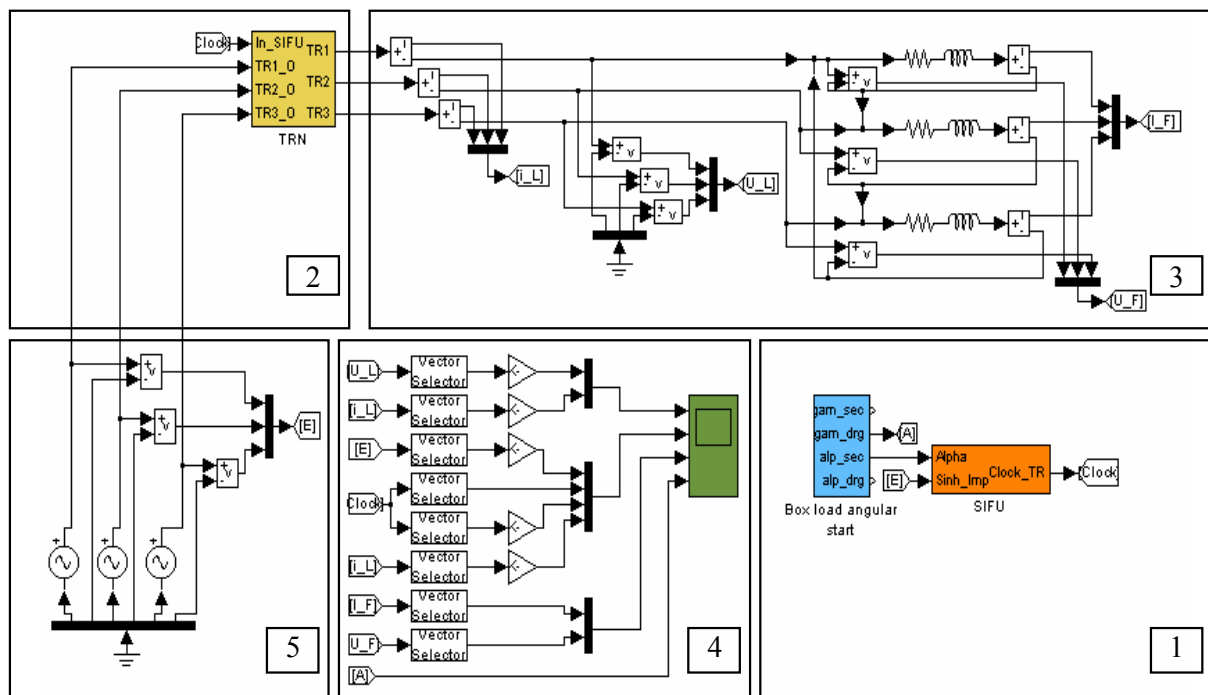 Clock]
In_SIFU
TR1_O
TR2_O
TR3_O
TR1
TR2
TR3
TRN
2
+
-
i
+
-
i
+
-
i
[i_L]
+
-
v
+
-
v
+
-
v
[U_L]
+
-
v
+
-
v
+
-
v
+
-
i
+
-
i
+
-
i
[I_F]
[U_F]
3
+
-
v
+
-
v
+
-
v
[E]
+
+
+
5
[U_L]
Vector
Selector
[i_L]
Vector
Selector
[E]
Vector
Selector
Clock]
Vector
Selector
Vector
Selector
[i_L]
Vector
Selector
[I_F]
Vector
Selector
[U_F]
Vector
Selector
[A]
4
gam_sec
gam_drg
alp_sec
alp_drg
Box load angular
start
[A]
[E]
Alpha
Sinh_Imp
Clock_TR
SIFU
[Clock
1